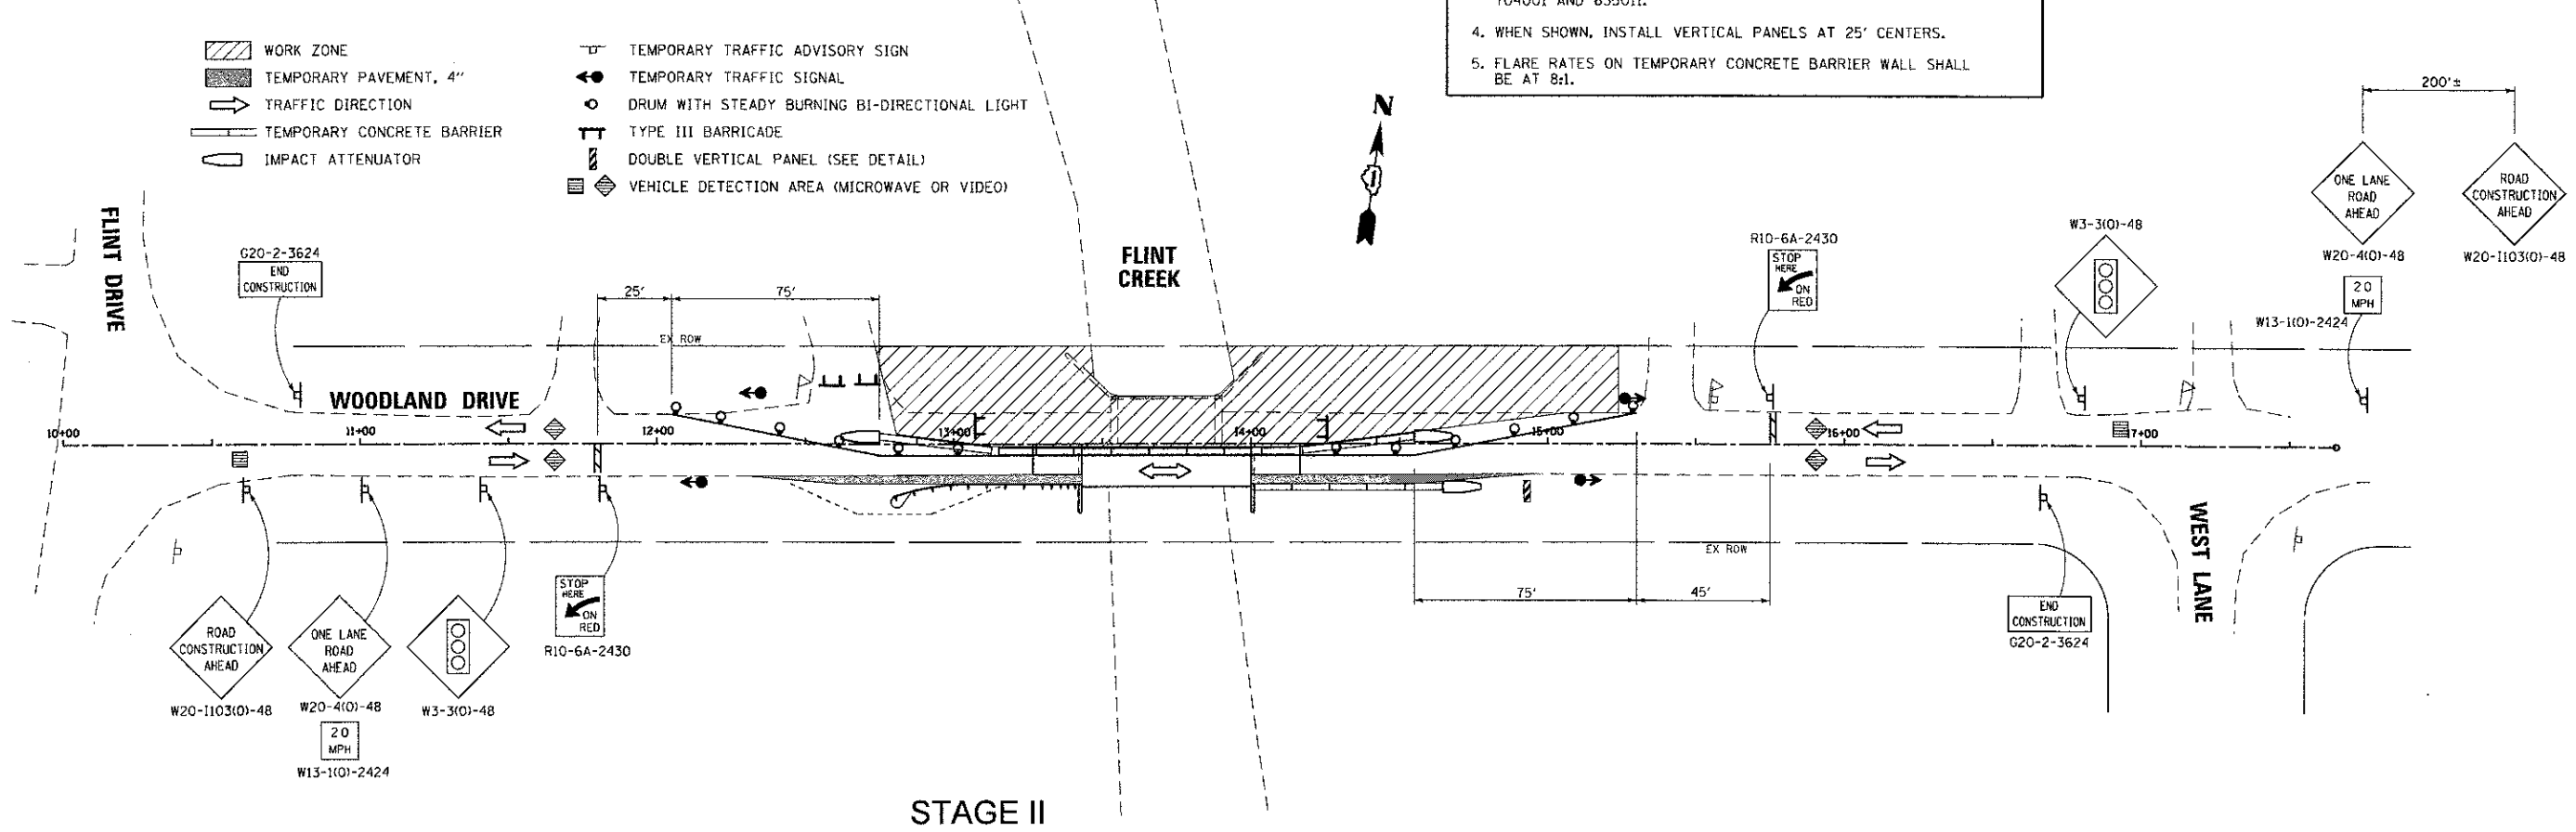 704001 AND 635011.
4. WHEN SHOWN, INSTALL VERTICAL PANELS AT 25' CENTERS.
5. FLARE RATES ON TEMPORARY CONCRETE BARRIER WALL SHALL
BE AT 8:1.
WORK ZONE
TEMPORARY PAVEMENT, 4"
TRAFFIC DIRECTION
TEMPORARY CONCRETE BARRIER
IMPACT ATTENUATOR
TEMPORARY TRAFFIC ADVISORY SIGN
TEMPORARY TRAFFIC SIGNAL
DRUM WITH STEADY BURNING BI-DIRECTIONAL LIGHT
TYPE III BARRICADE
DOUBLE VERTICAL PANEL (SEE DETAIL)
VEHICLE DETECTION AREA (MICROWAVE OR VIDEO)
N
200'±
ONE LANE
ROAD
AHEAD
W20-4(O)-48
ROAD
CONSTRUCTION
AHEAD
W20-I103(O)-48
20
MPH
W13-1(O)-2424
W3-3(O)-48
R10-6A-2430
STOP
HERE
ON
RED
FLINT
CREEK
FLINT DRIVE
G20-2-3624
END
CONSTRUCTION
25'
75'
EX ROW
WOODLAND DRIVE
10+00
11+00
12+00
13+00
14+00
15+00
16+00
17+00
WEST LANE
EX ROW
75'
45'
END
CONSTRUCTION
G20-2-3624
STOP
HERE
ON
RED
R10-6A-2430
ROAD
CONSTRUCTION
AHEAD
W20-I103(O)-48
ONE LANE
ROAD
AHEAD
W20-4(O)-48
20
MPH
W13-1(O)-2424
W3-3(O)-48
STAGE II